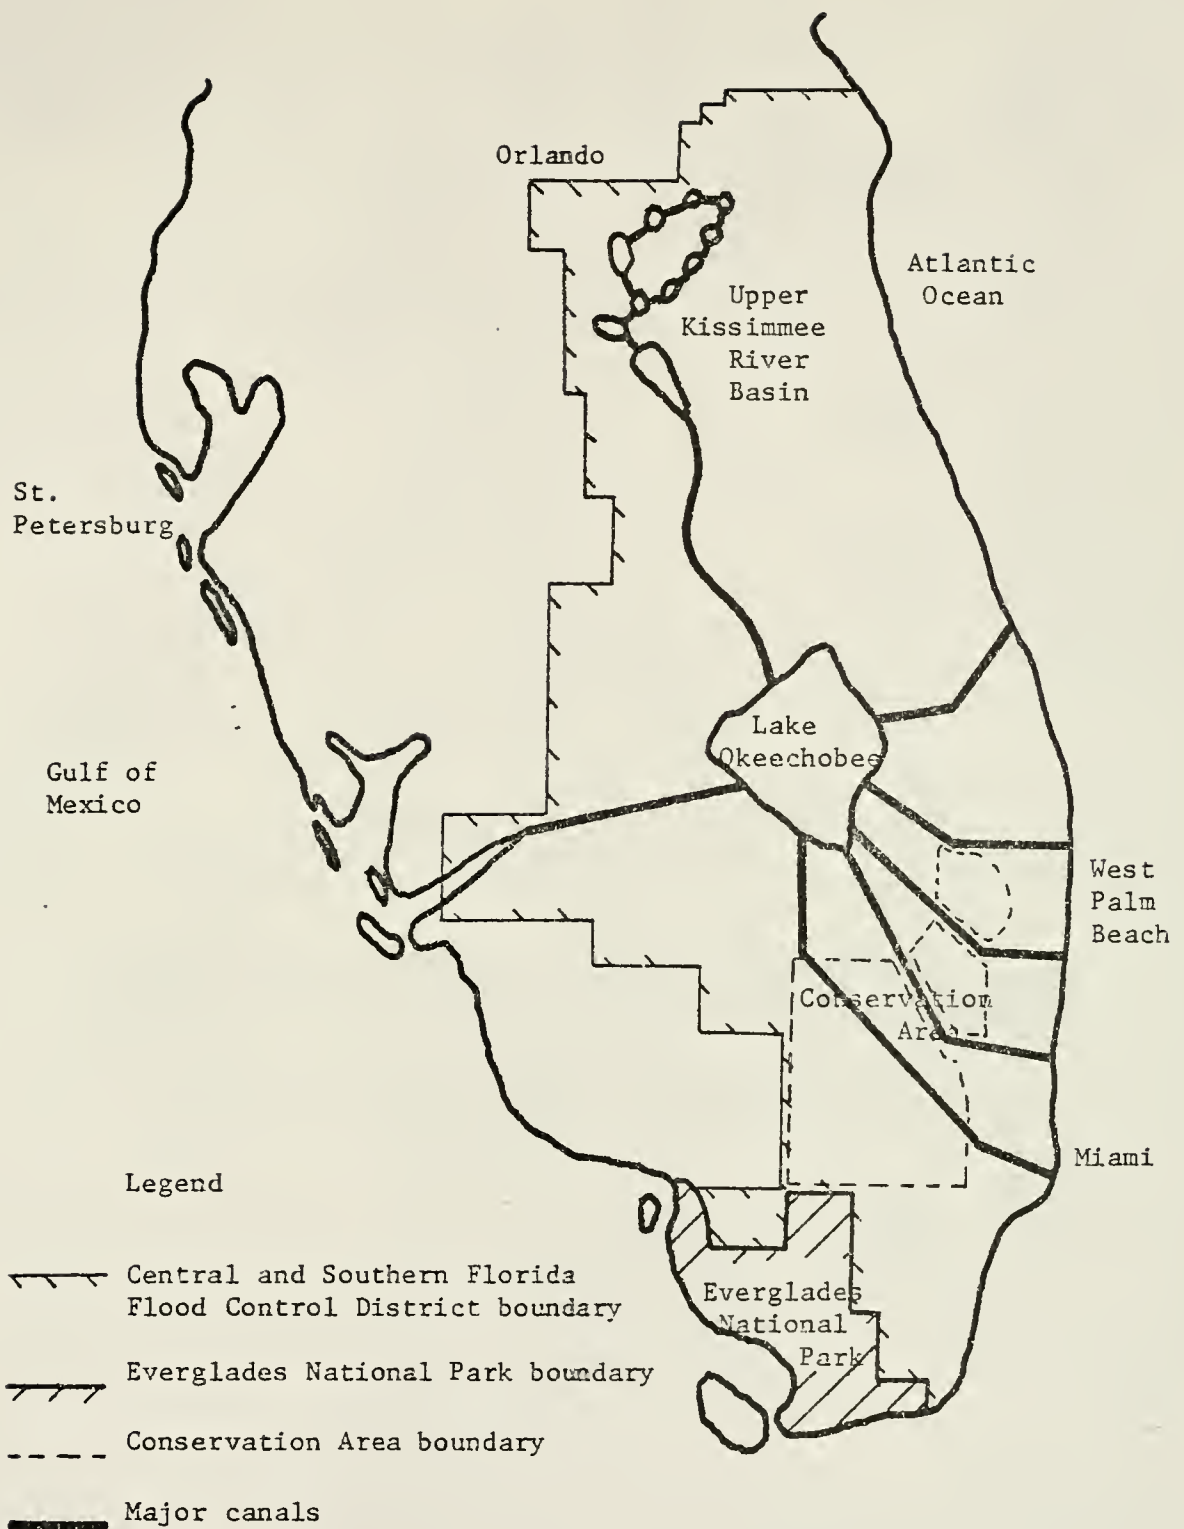 Orlando
Atlantic
Ocean
Upper
Kissimmee
River
Basin
St.
Petersburg
Lake
Okeechobee
Gulf of
Mexico
West
Palm
Beach
Conservation
Area
Miami
Everglades
National
Park
Legend
Central and Southern Florida
Flood Control District boundary
Everglades National Park boundary
Conservation Area boundary
Major canals